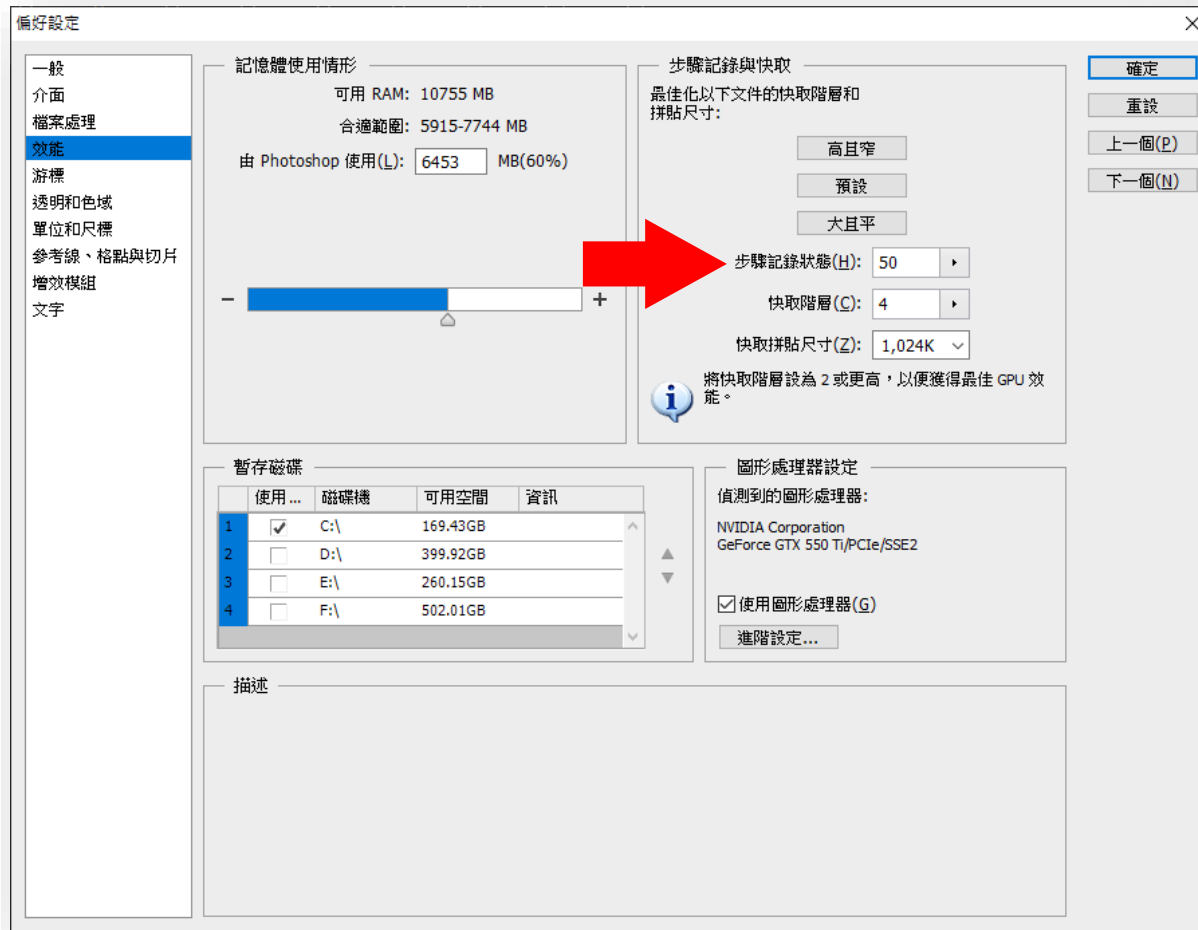 偏好設定
一般
介面
檔案處理
效能
游標
透明和色域
單位和尺標
參考線、格點與切片
增效模組
文字
記憶體使用情形
可用 RAM: 10755 MB
合適範圍: 5915-7744 MB
由 Photoshop 使用(L): 6453 MB(60%)
步驟記錄與快取
最佳化以下文件的快取階層和
拼貼尺寸:
高且窄
預設
大且平
步驟記錄狀態(H): 50
快取階層(C): 4
快取拼貼尺寸(Z): 1,024K
將快取階層設為 2 或更高，以便獲得最佳 GPU 效
能。
確定
重設
上一個(P)
下一個(N)
暫存磁碟
使用... 磁碟機 可用空間 資訊
1 C:\ 169.43GB
2 D:\ 399.92GB
3 E:\ 260.15GB
4 F:\ 502.01GB
圖形處理器設定
偵測到的圖形處理器:
NVIDIA Corporation
GeForce GTX 550 Ti/PCIe/SSE2
使用圖形處理器(G)
進階設定...
描述